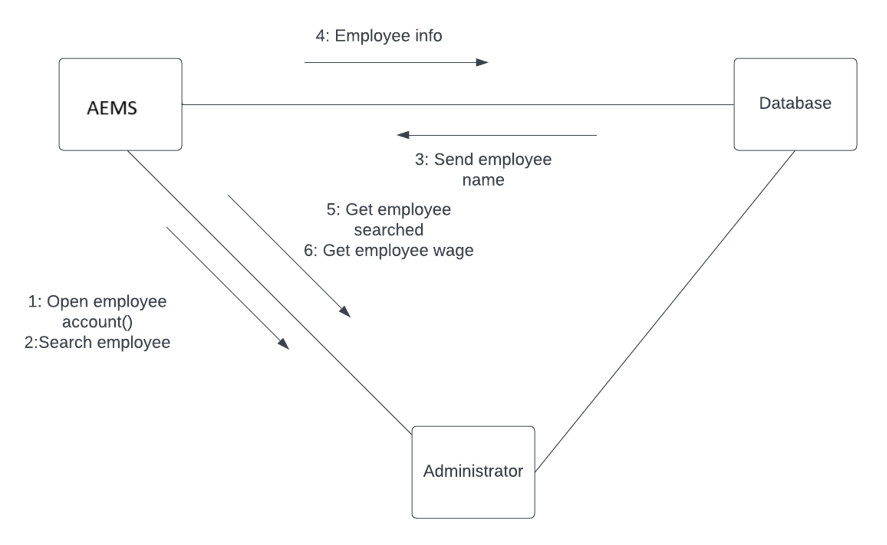 4: Employee info
AEMS
Database
3: Send employee
name
5: Get employee
searched
6: Get employee wage
1: Open employee
account()
2:Search employee
Administrator